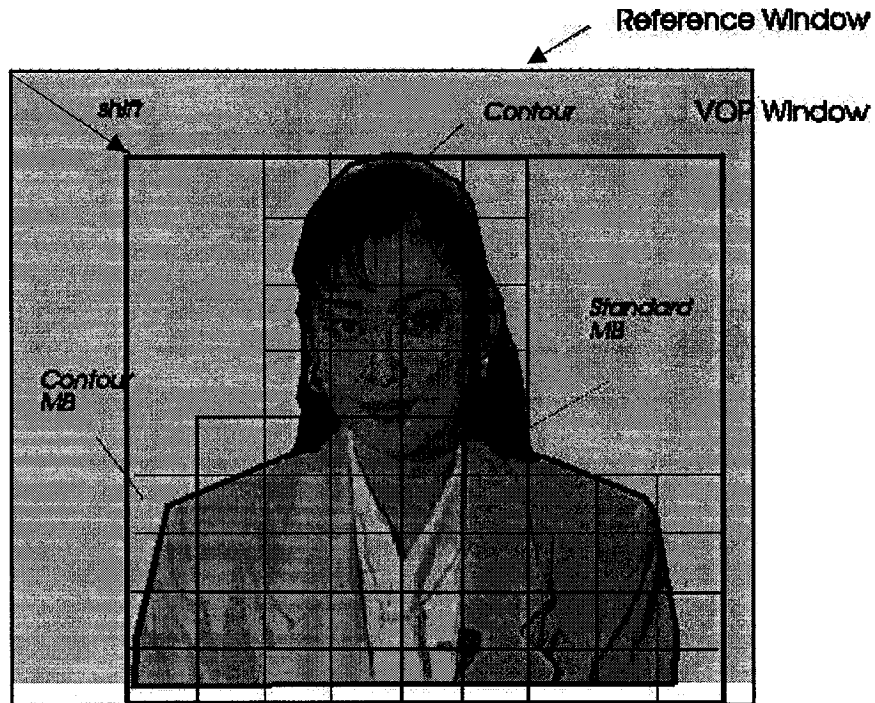 Reference Window
shift
Contour
VOP Window
Standard
MB
Contour
MB